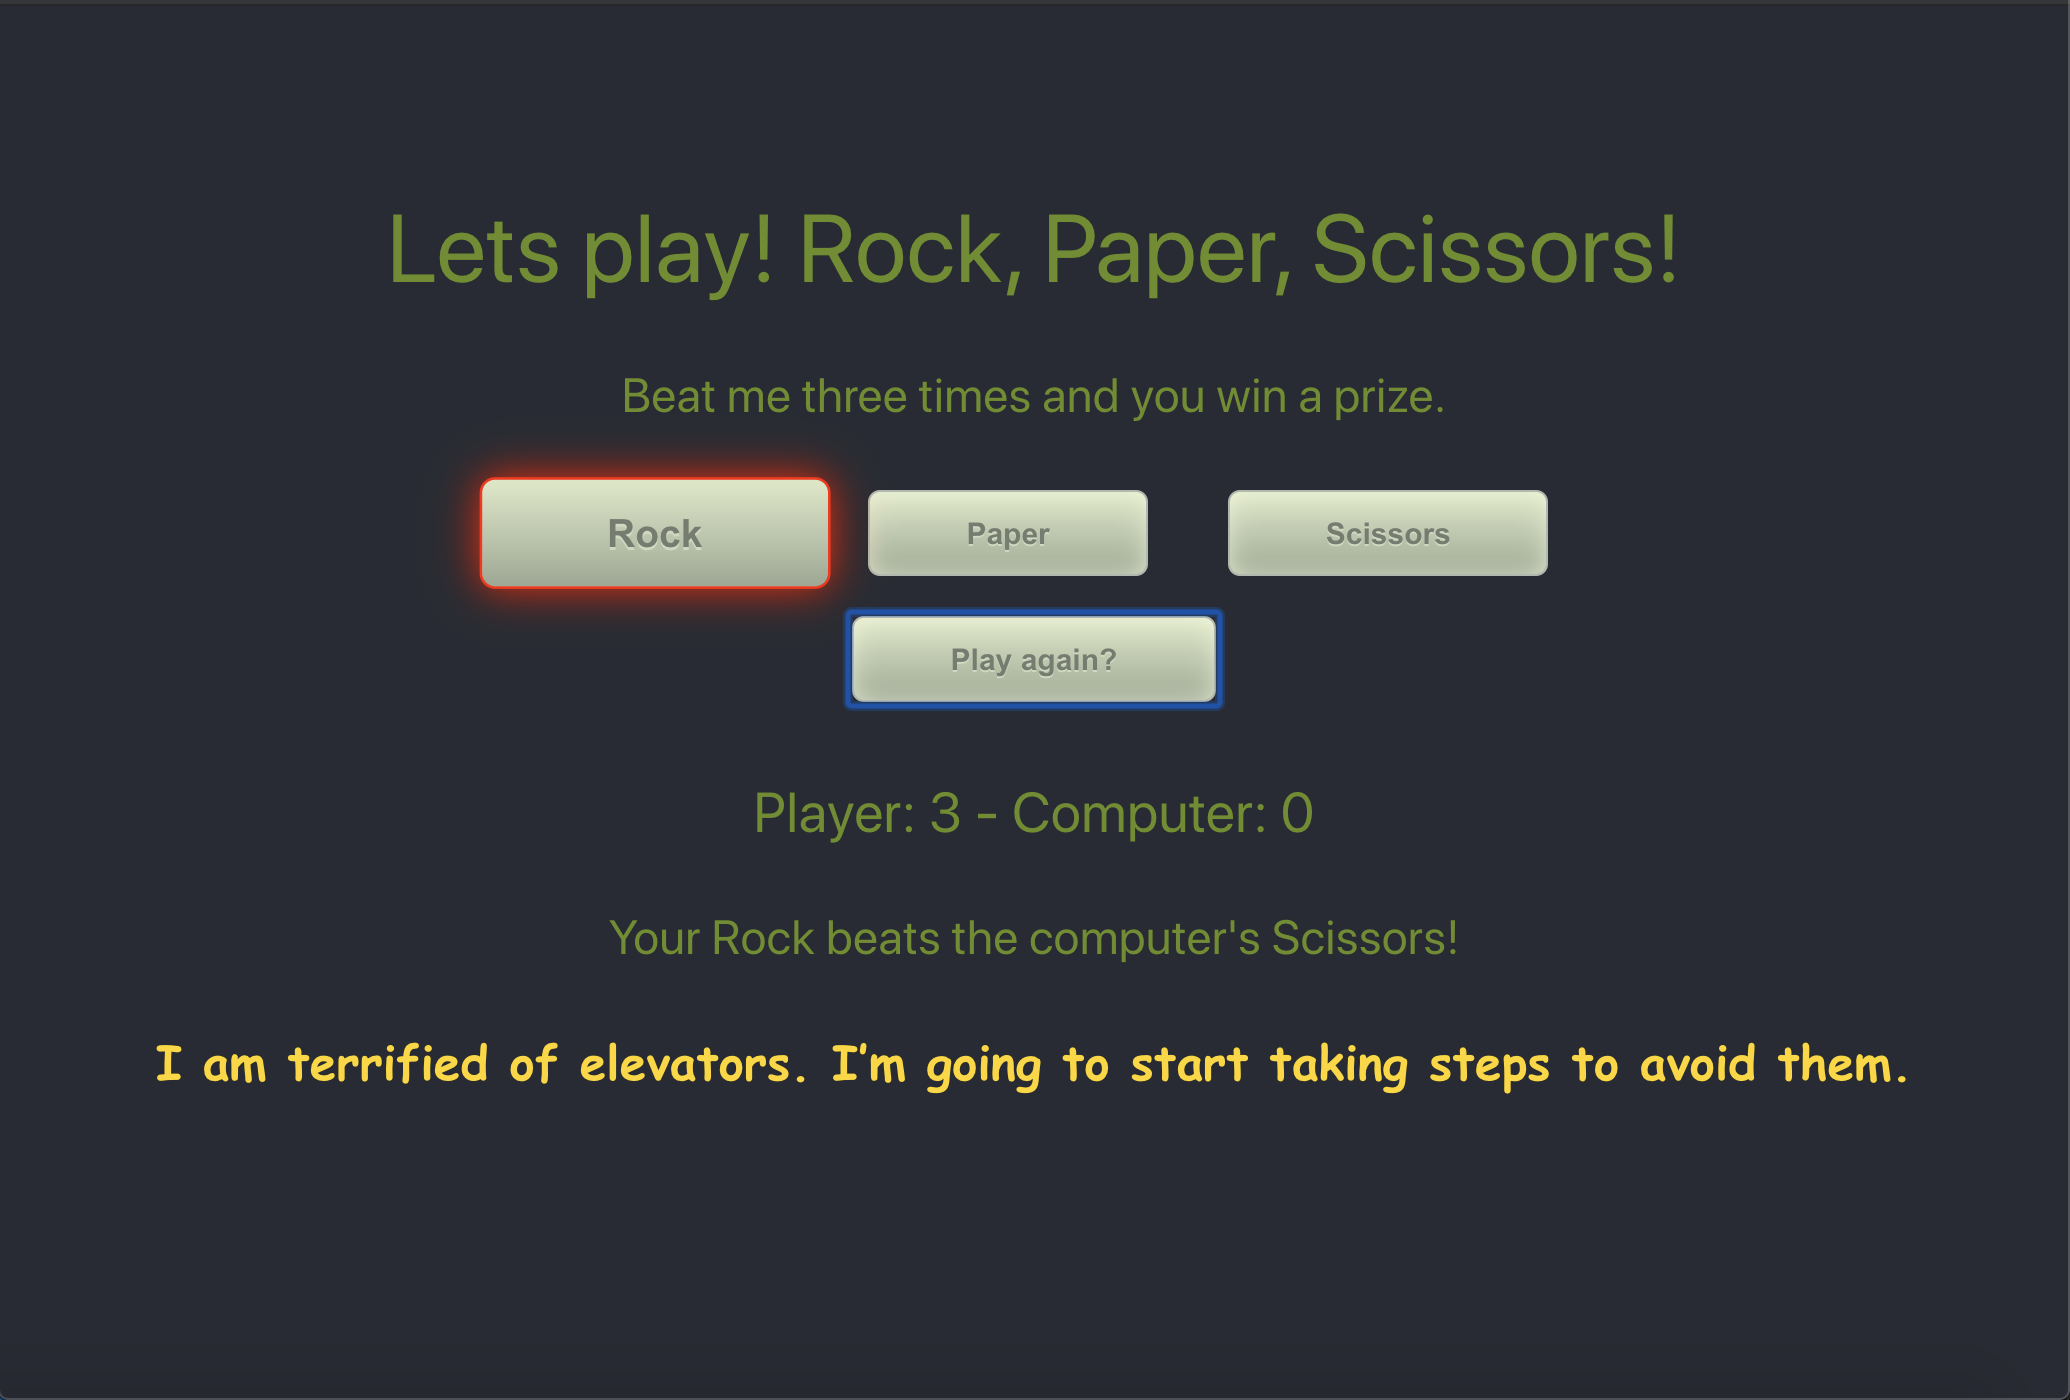 Lets play! Rock, Paper, Scissors!
Beat me three times and you win a prize.
Rock Paper Scissors
Play again?
Player: 3 - Computer: 0
Your Rock beats the computer's Scissors!
I am terrified of elevators. I’m going to start taking steps to avoid them.